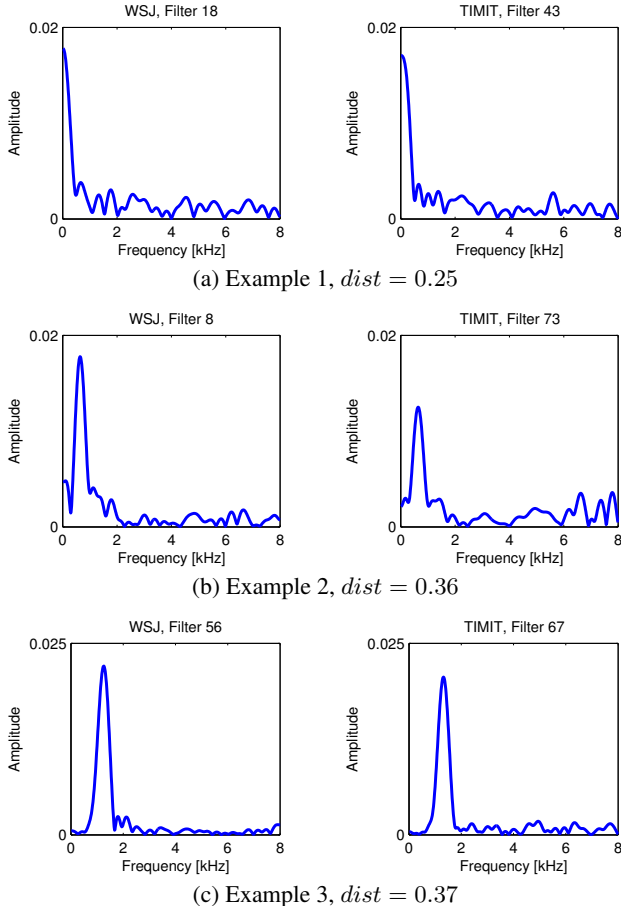 WSJ, Filter 18
0.02
Amplitude
0
0 2 4 6 8
Frequency [kHz]
TIMIT, Filter 43
0.02
Amplitude
0
0 2 4 6 8
Frequency [kHz]
(a) Example 1, dist = 0.25
WSJ, Filter 8
0.02
Amplitude
0
0 2 4 6 8
Frequency [kHz]
TIMIT, Filter 73
0.02
Amplitude
0
0 2 4 6 8
Frequency [kHz]
(b) Example 2, dist = 0.36
WSJ, Filter 56
0.025
Amplitude
0
0 2 4 6 8
Frequency [kHz]
TIMIT, Filter 67
0.025
Amplitude
0
0 2 4 6 8
Frequency [kHz]
(c) Example 3, dist = 0.37